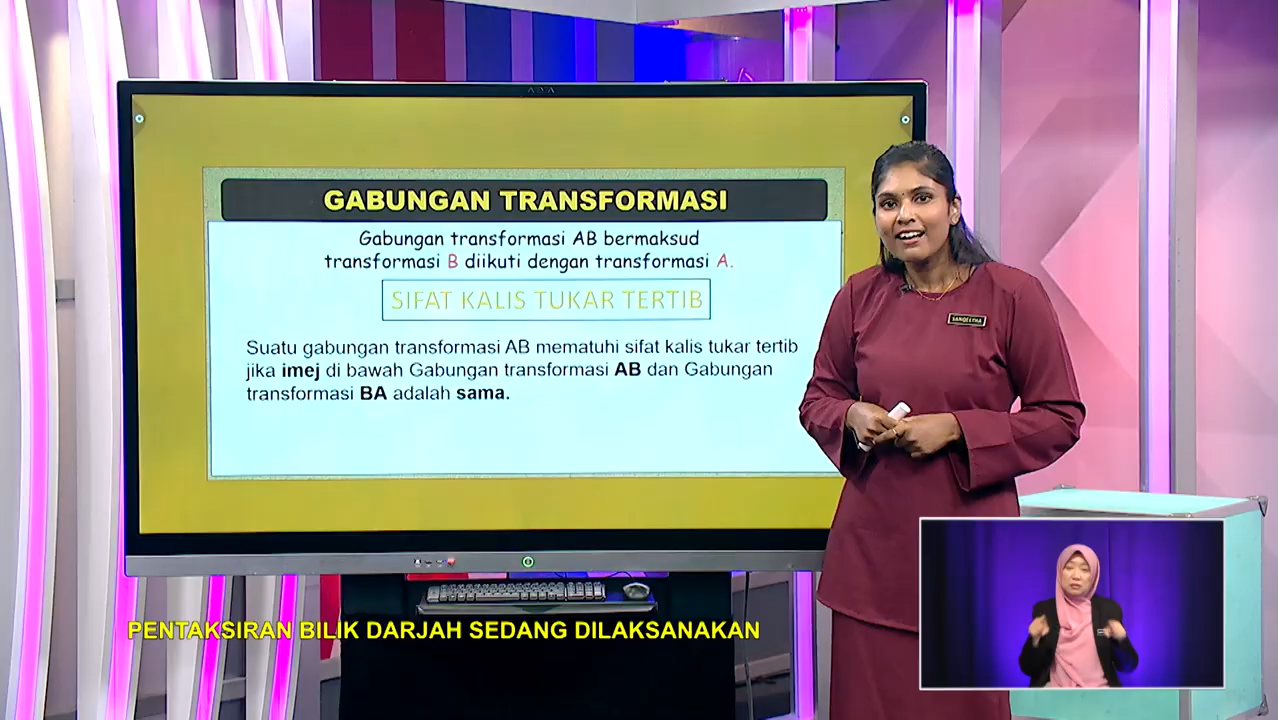 GABUNGAN TRANSFORMASI
Gabungan transformasi AB bermaksud
transformasi B diikuti dengan transformasi A.
SIFAT KALIS TUKAR TERTIB
Suatu gabungan transformasi AB mematuhi sifat kalis tukar tertib
jika imej di bawah Gabungan transformasi AB dan Gabungan
transformasi BA adalah sama.
SANGEETHA
PENTAKSIRAN BILIK DARJAH SEDANG DILAKSANAKAN